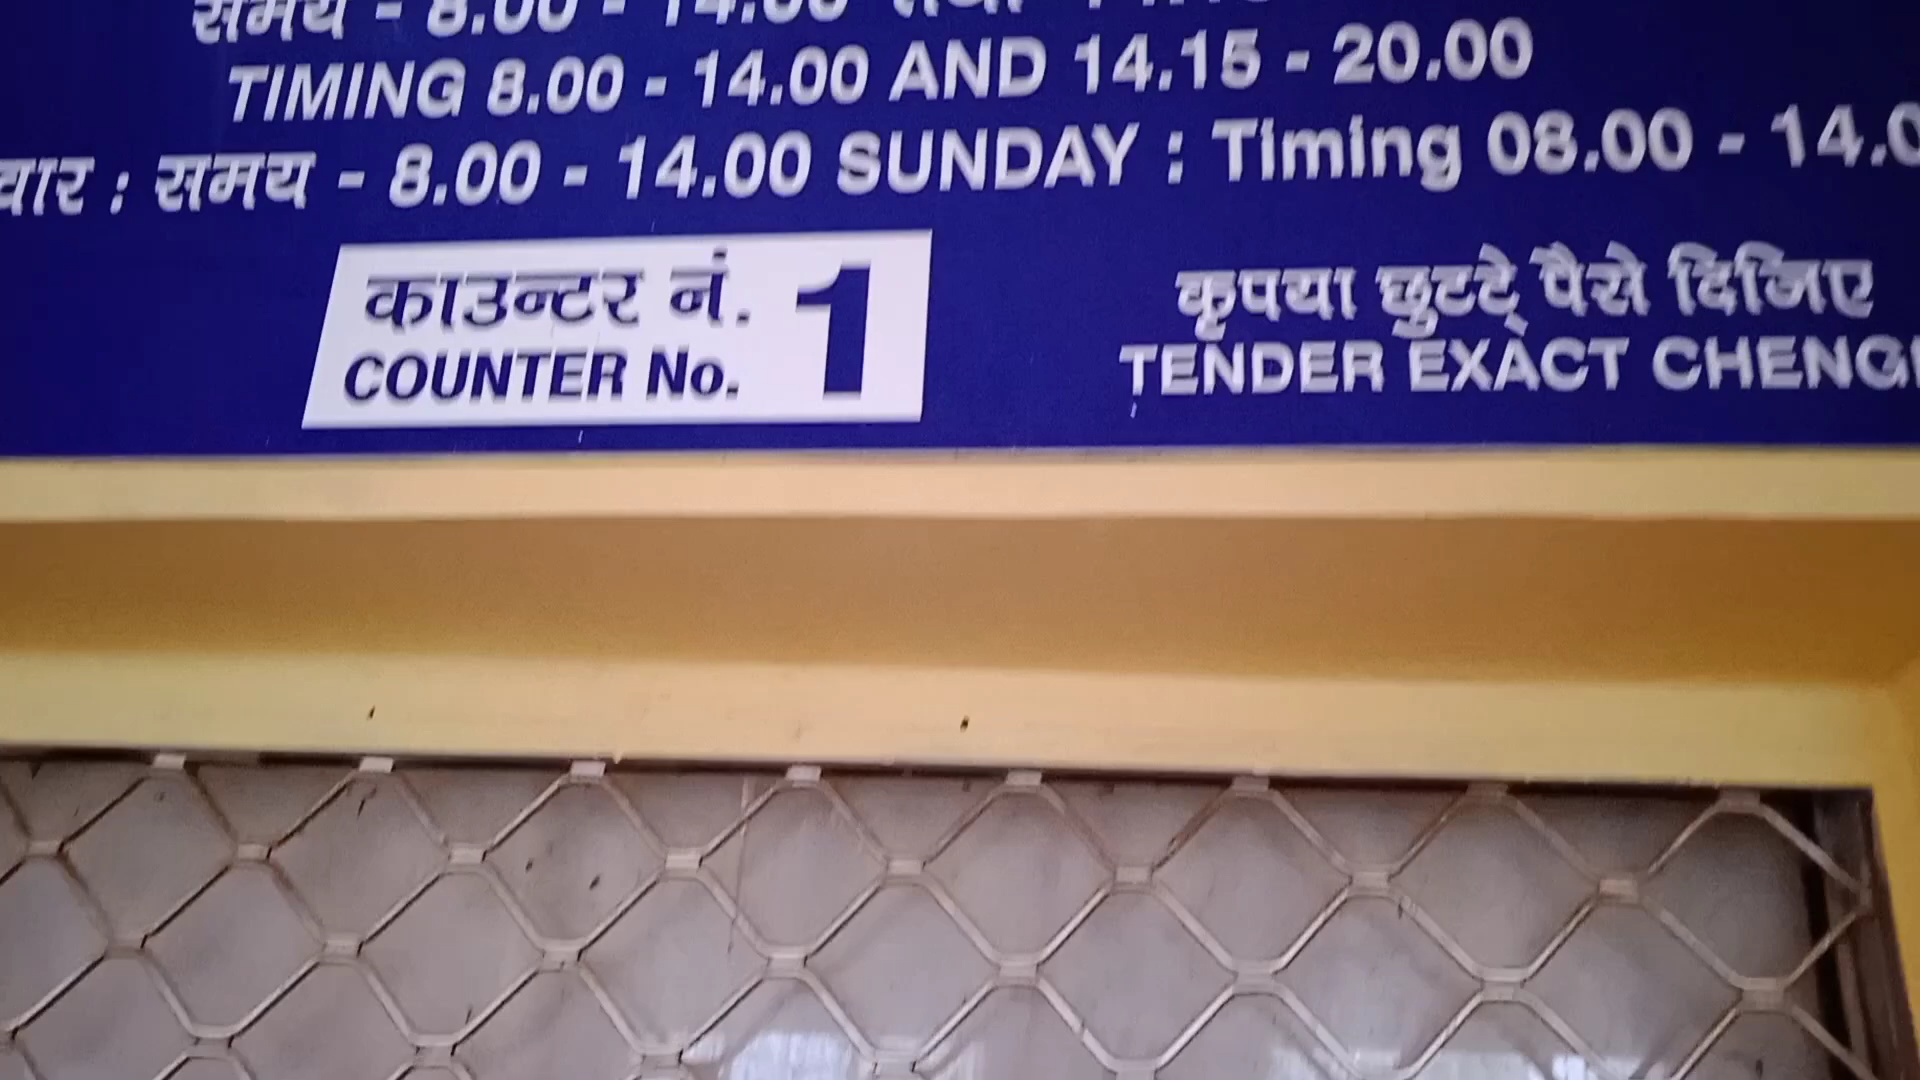 समय - 8.00 - 14.00 तथा
TIMING 8.00 - 14.00 AND 14.15 - 20.00
वार : समय - 8.00 - 14.00 SUNDAY : Timing 08.00 - 14.0
काउन्टर नं. 1
COUNTER No.
कृपया छुटटे पैसे दिजिए
TENDER EXACT CHENG